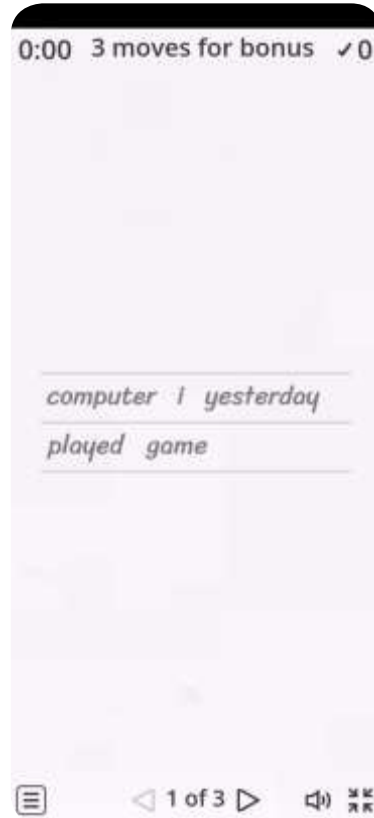 0:00 3 moves for bonus ✓0
computer i yesterday
played game
1 of 3